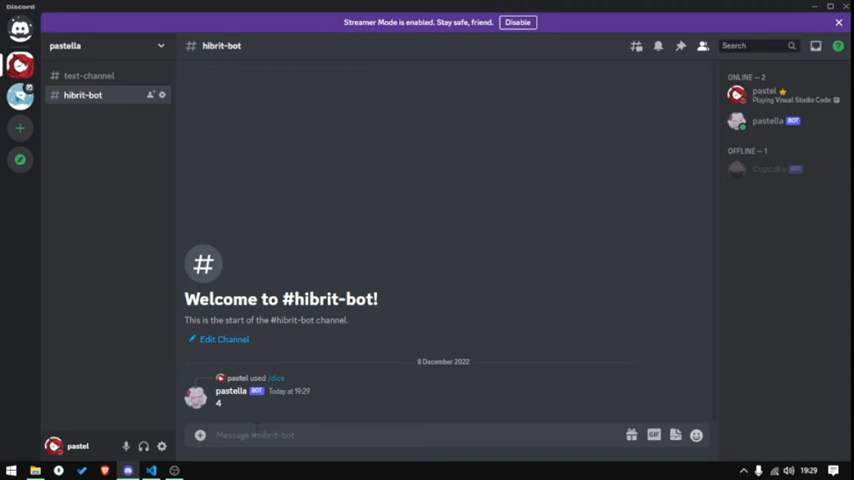 Discord
Streamer Mode is enabled. Stay safe, friend. Disable
pastella
hibrit-bot
Search
text-channel
hibrit-bot
ONLINE — 2
pastel
Playing Visual Studio Code
pastella BOT
OFFLINE — 1
Cupcake BOT
#
Welcome to #hibrit-bot!
This is the start of the #hibrit-bot channel.
Edit Channel
8 December 2022
pastel used /dice
pastella BOT Today at 19:29
4
Message #hibrit-bot
GIF
pastel
19:29